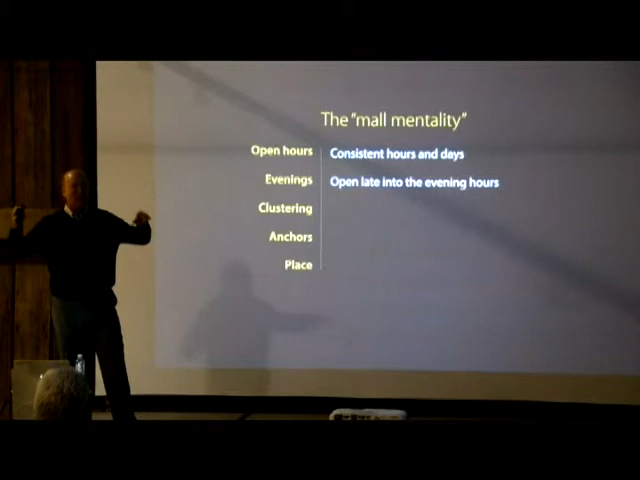 The "mall mentality"
Open hours Consistent hours and days
Evenings Open late into the evening hours
Clustering
Anchors
Place